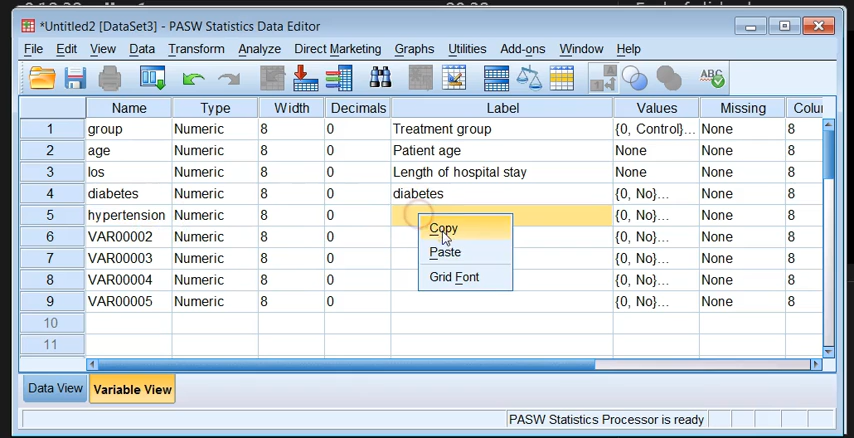 *Untitled2 [DataSet3] - PASW Statistics Data Editor
File Edit View Data Transform Analyze Direct Marketing Graphs Utilities Add-ons Window Help
Name Type Width Decimals Label Values Missing Colur
1 group Numeric 8 0 Treatment group {0, Control}... None 8
2 age Numeric 8 0 Patient age None None 8
3 los Numeric 8 0 Length of hospital stay None None 8
4 diabetes Numeric 8 0 diabetes {0, No}... None 8
5 hypertension Numeric 8 0 {0, No}... None 8
6 VAR00002 Numeric 8 0 {0, No}... None 8
7 VAR00003 Numeric 8 0 {0, No}... None 8
8 VAR00004 Numeric 8 0 {0, No}... None 8
9 VAR00005 Numeric 8 0 {0, No}... None 8
10
11
Copy
Paste
Grid Font
Data View Variable View
PASW Statistics Processor is ready